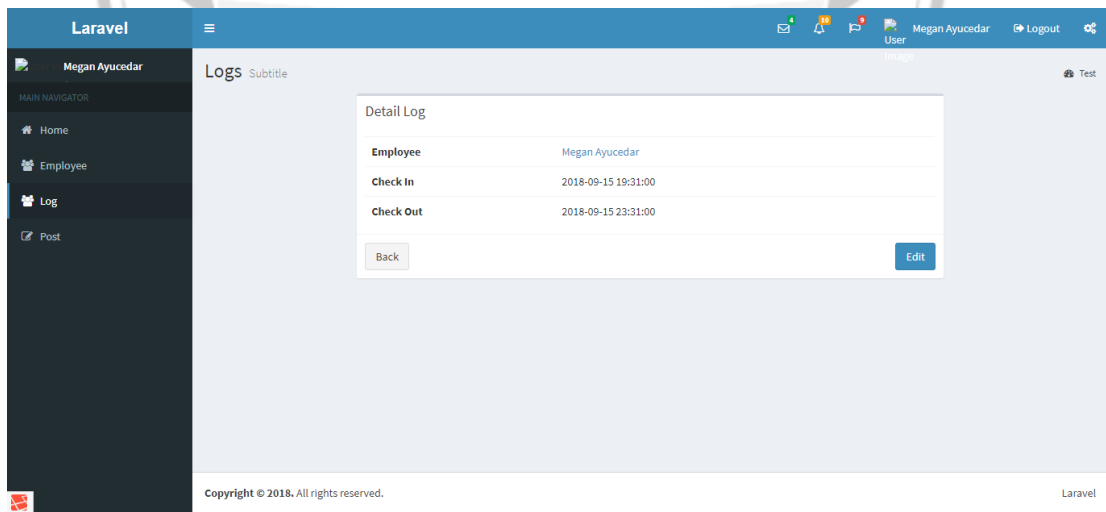 Laravel
4
10
9
User Image
Megan Ayucedar
Logout
Megan Ayucedar
MAIN NAVIGATOR
Home
Employee
Log
Post
Logs Subtitle
Test
Detail Log
Employee Megan Ayucedar
Check In 2018-09-15 19:31:00
Check Out 2018-09-15 23:31:00
Back
Edit
Copyright © 2018. All rights reserved.
Laravel